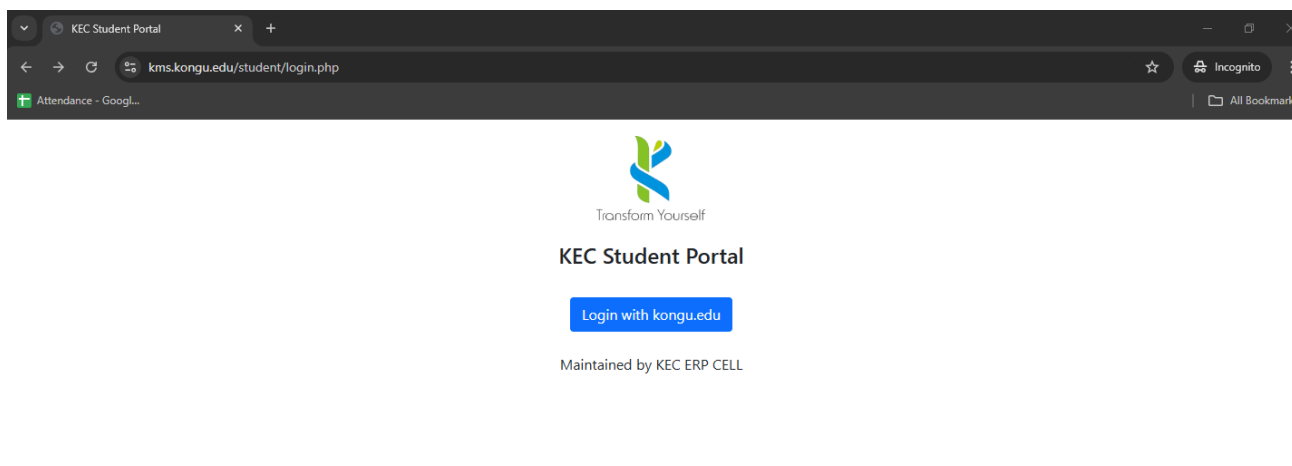 KEC Student Portal
kms.kongu.edu/student/login.php
Incognito
Attendance - Googl...
All Bookmark
Transform Yourself
KEC Student Portal
Login with kongu.edu
Maintained by KEC ERP CELL